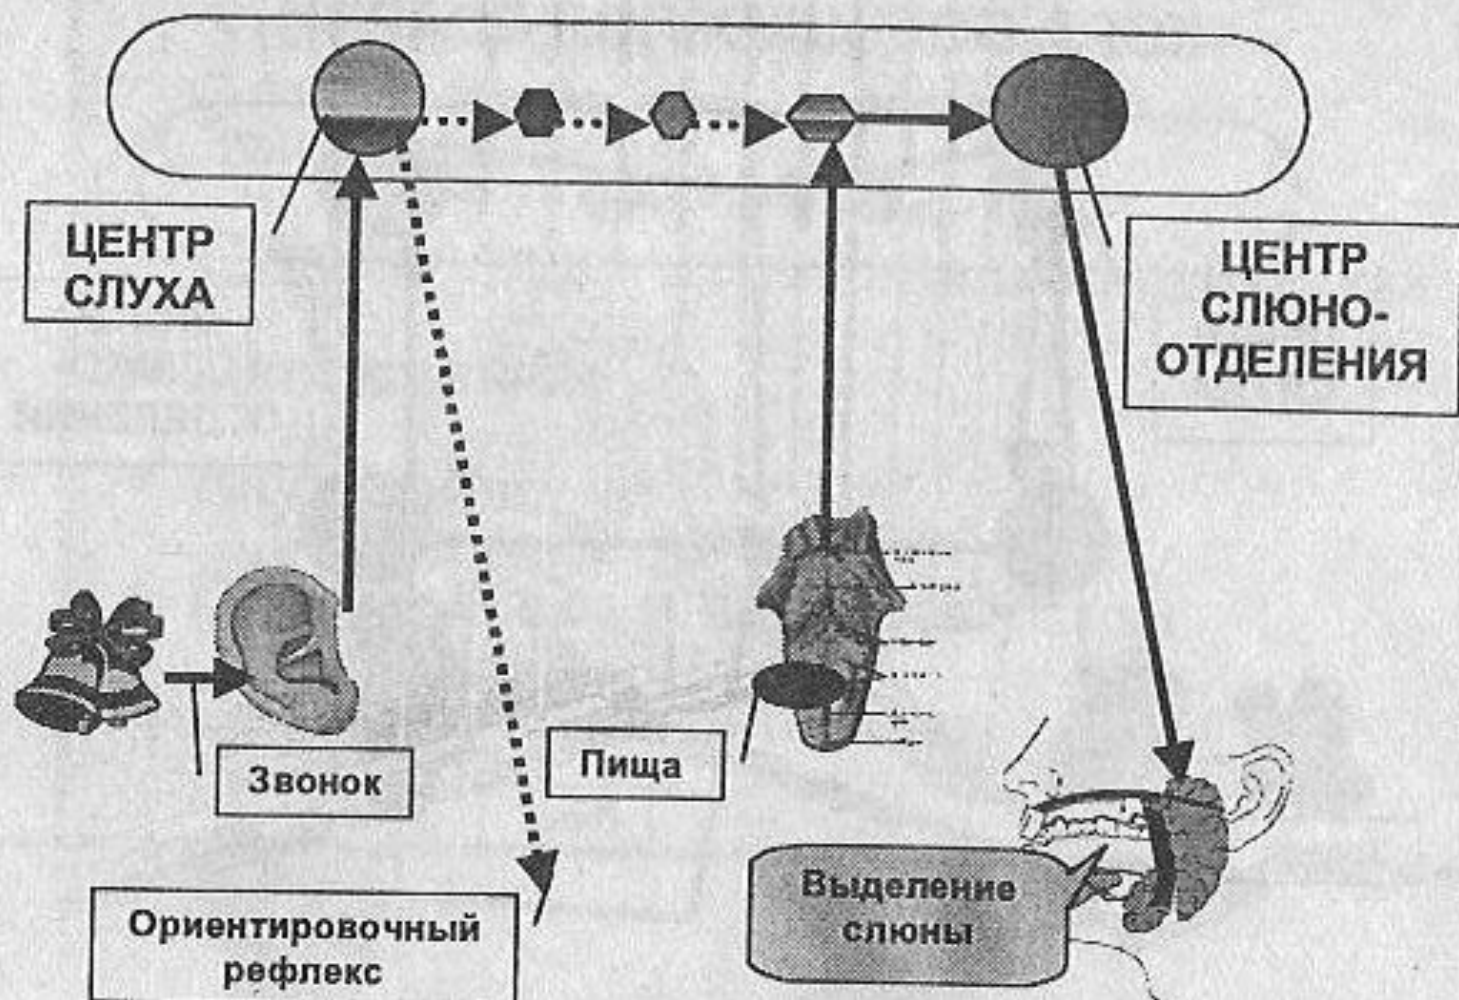 ЦЕНТР
СЛУХА
ЦЕНТР
СЛЮНО-
ОТДЕЛЕНИЯ
Звонок
Пища
Ориентировочный
рефлекс
Выделение
слюны